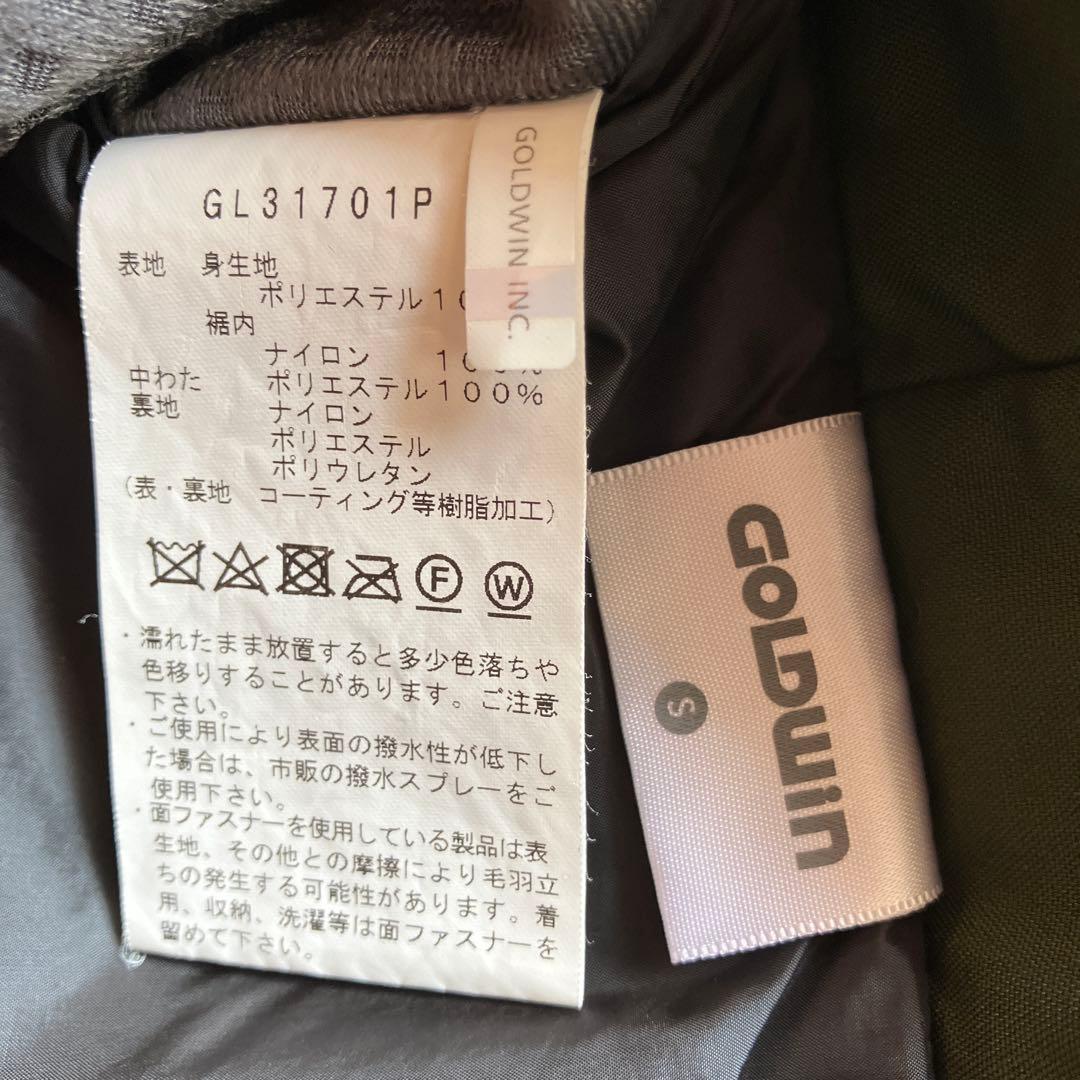 GL31701P
GOLDWIN INC.
表地 身生地
ポリエステル10
裾内
ナイロン 100%
中わた ポリエステル100%
裏地 ナイロン
ポリエステル
ポリウレタン
(表・裏地 コーティング等樹脂加工)
F W
・濡れたまま放置すると多少色落ちや
色移りすることがあります。ご注意
下さい。
・ご使用により表面の撥水性が低下し
た場合は、市販の撥水スプレーをご
使用下さい。
・面ファスナーを使用している製品は表
生地、その他との摩擦により毛羽立
ちの発生する可能性があります。着
用、収納、洗濯等は面ファスナーを
留めて下さい。
GOLDWIN
S